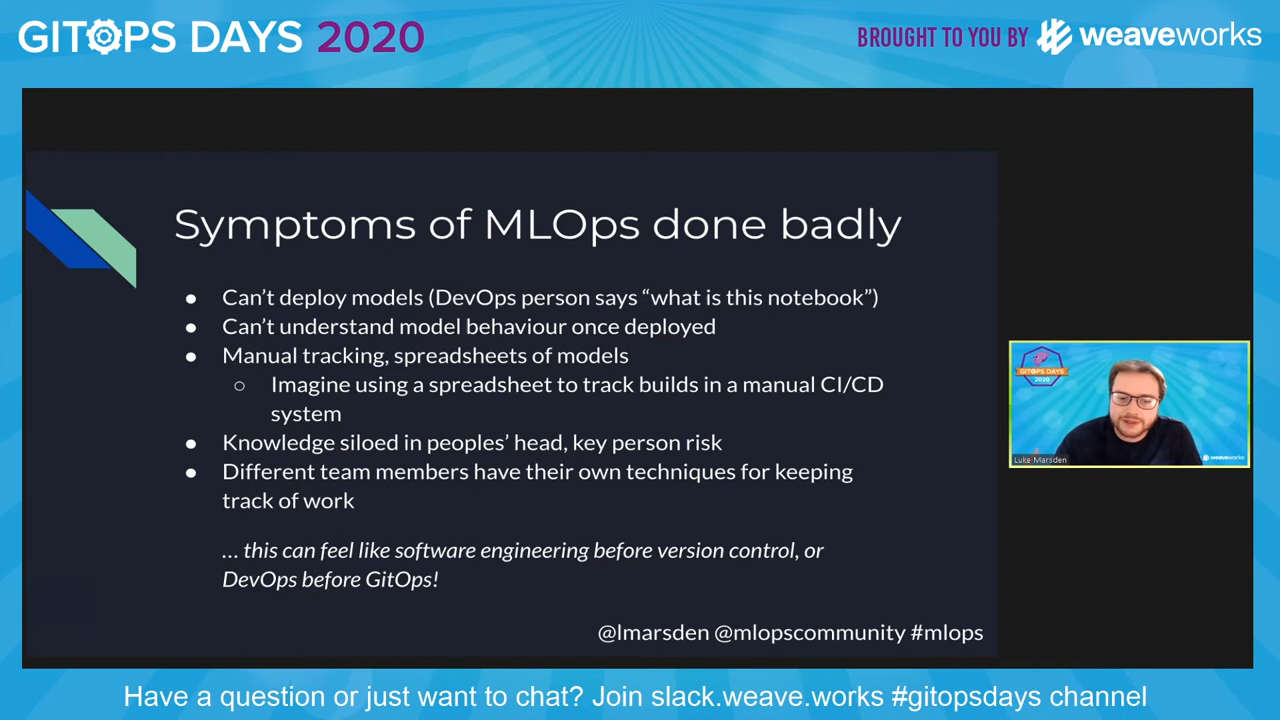 GITOPS DAYS 2020
BROUGHT TO YOU BY weaveworks
Symptoms of MLOps done badly
● Can’t deploy models (DevOps person says “what is this notebook”)
● Can’t understand model behaviour once deployed
● Manual tracking, spreadsheets of models
○ Imagine using a spreadsheet to track builds in a manual CI/CD
system
● Knowledge siloed in peoples’ head, key person risk
● Different team members have their own techniques for keeping
track of work
... this can feel like software engineering before version control, or
DevOps before GitOps!
@lmarsden @mlopscommunity #mlops
GITOPS DAYS
2020
Luke Marsden
weaveworks
Have a question or just want to chat? Join slack.weave.works #gitopsdays channel